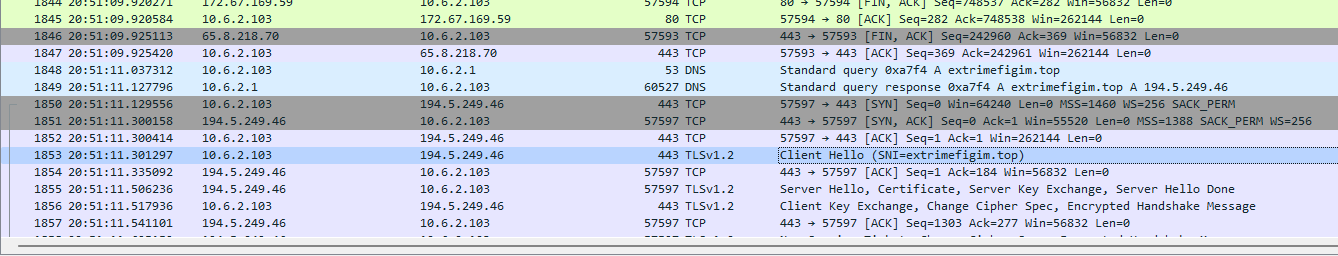 1844 20:51:09.920271 172.67.169.59 10.6.2.103 57594 TCP 80 → 57594 [FIN, ACK] Seq=748537 Ack=282 Win=56832 Len=0
1845 20:51:09.920584 10.6.2.103 172.67.169.59 80 TCP 57594 → 80 [ACK] Seq=282 Ack=748538 Win=262144 Len=0
1846 20:51:09.925113 65.8.218.70 10.6.2.103 57593 TCP 443 → 57593 [FIN, ACK] Seq=242960 Ack=369 Win=56832 Len=0
1847 20:51:09.925420 10.6.2.103 65.8.218.70 443 TCP 57593 → 443 [ACK] Seq=369 Ack=242961 Win=262144 Len=0
1848 20:51:11.037312 10.6.2.103 10.6.2.1 53 DNS Standard query 0xa7f4 A extrimefigim.top
1849 20:51:11.127796 10.6.2.1 10.6.2.103 60527 DNS Standard query response 0xa7f4 A extrimefigim.top A 194.5.249.46
1850 20:51:11.129556 10.6.2.103 194.5.249.46 443 TCP 57597 → 443 [SYN] Seq=0 Win=64240 Len=0 MSS=1460 WS=256 SACK_PERM
1851 20:51:11.300158 194.5.249.46 10.6.2.103 57597 TCP 443 → 57597 [SYN, ACK] Seq=0 Ack=1 Win=55520 Len=0 MSS=1388 SACK_PERM WS=256
1852 20:51:11.300414 10.6.2.103 194.5.249.46 443 TCP 57597 → 443 [ACK] Seq=1 Ack=1 Win=262144 Len=0
1853 20:51:11.301297 10.6.2.103 194.5.249.46 443 TLSv1.2 Client Hello (SNI=extrimefigim.top)
1854 20:51:11.335092 194.5.249.46 10.6.2.103 57597 TCP 443 → 57597 [ACK] Seq=1 Ack=184 Win=56832 Len=0
1855 20:51:11.506236 194.5.249.46 10.6.2.103 57597 TLSv1.2 Server Hello, Certificate, Server Key Exchange, Server Hello Done
1856 20:51:11.517936 10.6.2.103 194.5.249.46 443 TLSv1.2 Client Key Exchange, Change Cipher Spec, Encrypted Handshake Message
1857 20:51:11.541101 194.5.249.46 10.6.2.103 57597 TCP 443 → 57597 [ACK] Seq=1303 Ack=277 Win=56832 Len=0